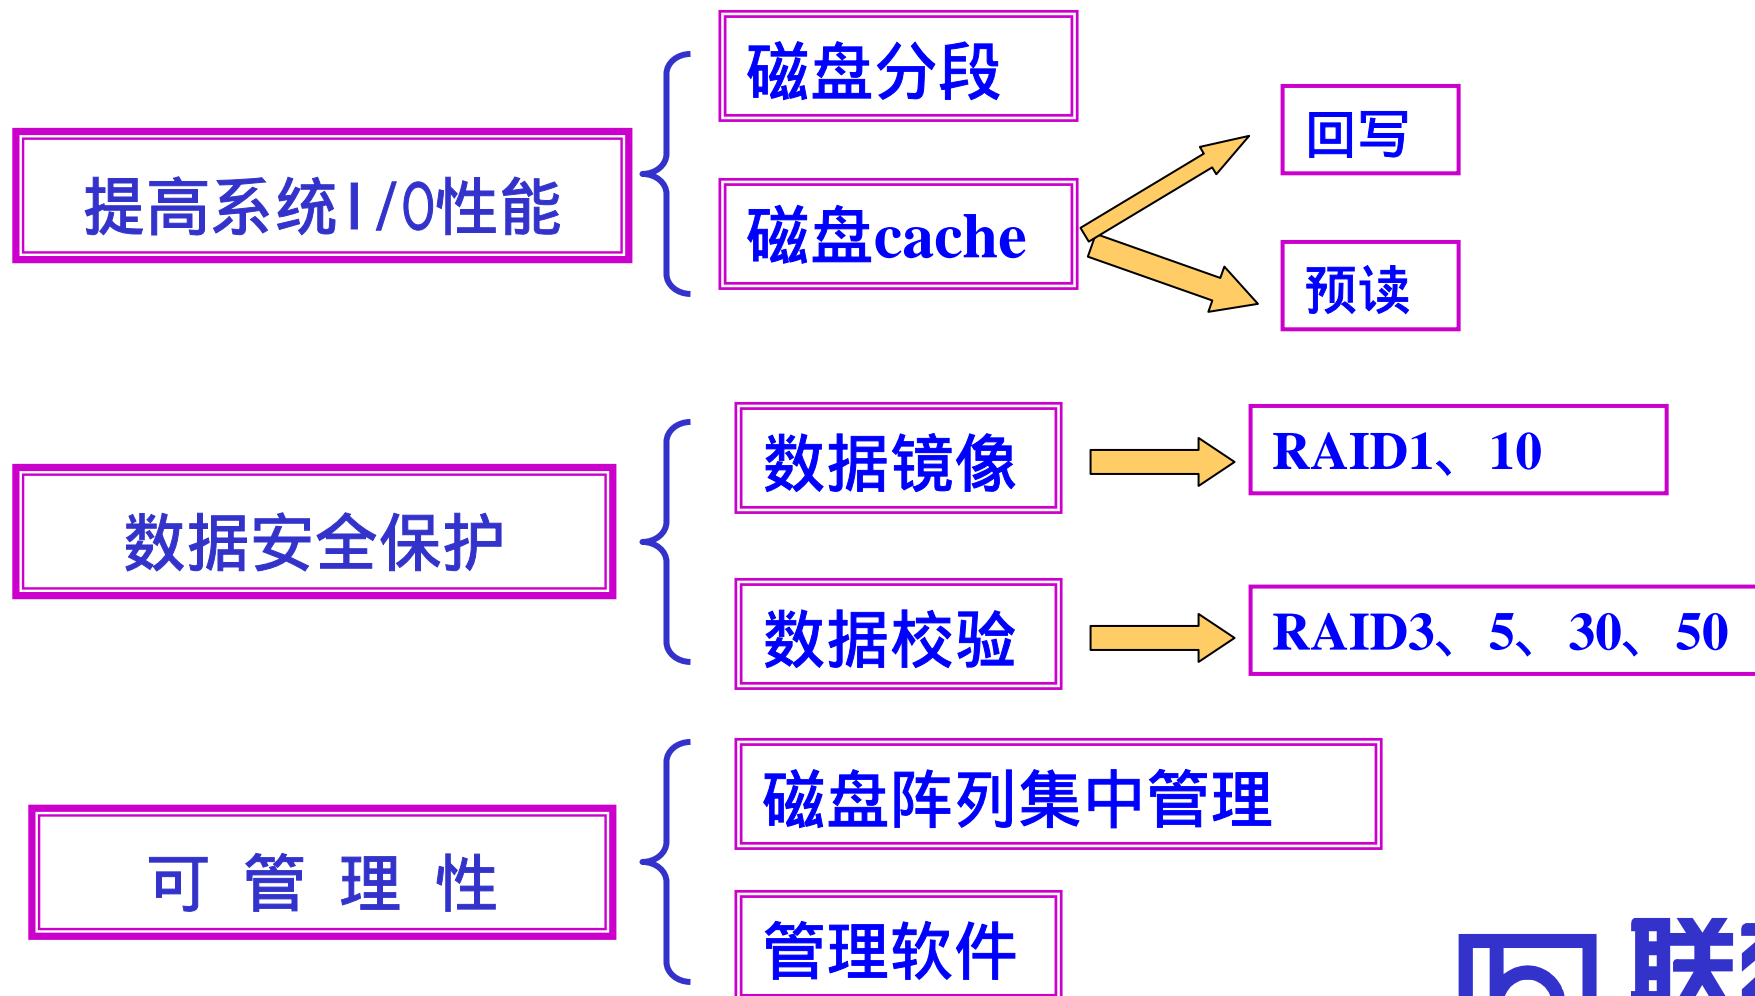 磁盘分段
回写
提高系统I/O性能
磁盘cache
预读
数据镜像
RAID1、10
数据安全保护
数据校验
RAID3、5、30、50
磁盘阵列集中管理
可 管 理 性
管理软件
联